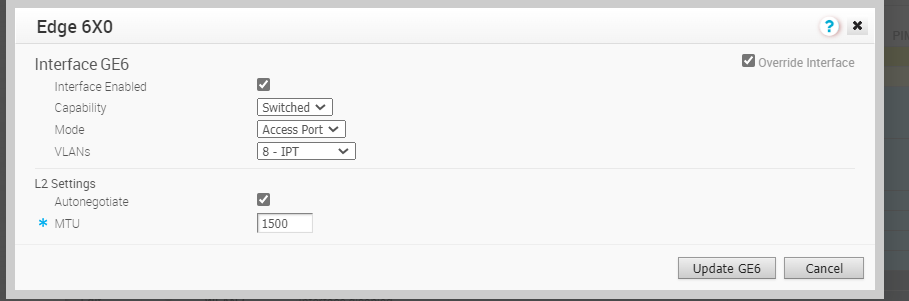 Edge 6X0
?
PIM
Interface GE6
Override Interface
Interface Enabled
Capability Switched
Mode Access Port
VLANs 8 - IPT
L2 Settings
Autonegotiate
* MTU 1500
Update GE6 Cancel